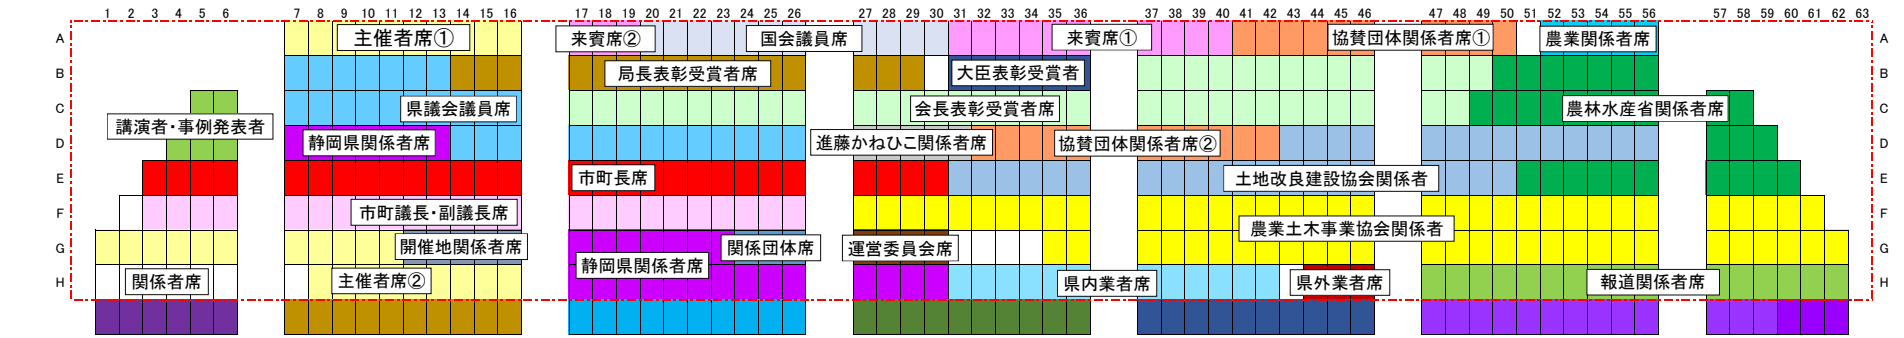 1 2 3 4 5 6 7 8 9 10 11 12 13 14 15 16 17 18 19 20 21 22 23 24 25 26 27 28 29 30 31 32 33 34 35 36 37 38 39 40 41 42 43 44 45 46 47 48 49 50 51 52 53 54 55 56 57 58 59 60 61 62 63
A 主催者席① 来賓席② 国会議員席 来賓席① 協賛団体関係者席① 農業関係者席 A
B 局長表彰受賞者席 大臣表彰受賞者 B
C 県議会議員席 会長表彰受賞者席 農林水産省関係者席 C
講演者・事例発表者
D 静岡県関係者席 進藤かねひこ関係者席 協賛団体関係者席② D
E 市町長席 土地改良建設協会関係者 E
F 市町議長・副議長席 農業土木事業協会関係者 F
G 開催地関係者席 関係団体席 運営委員会席 G
静岡県関係者席
H 関係者席 主催者席② 県内業者席 県外業者席 報道関係者席 H